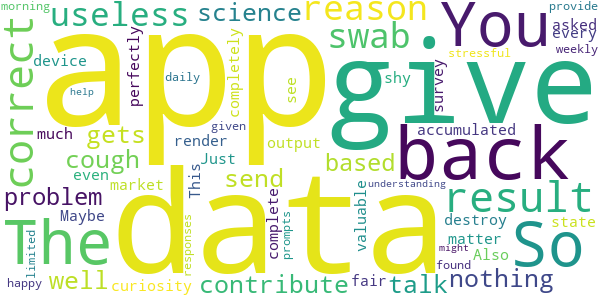 morning
useless
science
reason
You
provide
asked
every
weekly
stressful
correct
app
device
perfectly
completely
swab
shy
survey
give
daily
help
see
much
gets
render
output
accumulated
back
even
cough
given
Just
based
understanding
problem
market
This
send
complete
valuable
result
Maybe
The
data
destroy
So
matter
Also
state
limited
responses
prompts
might
found
happy
well
curiosity
contribute
fair
talk
nothing